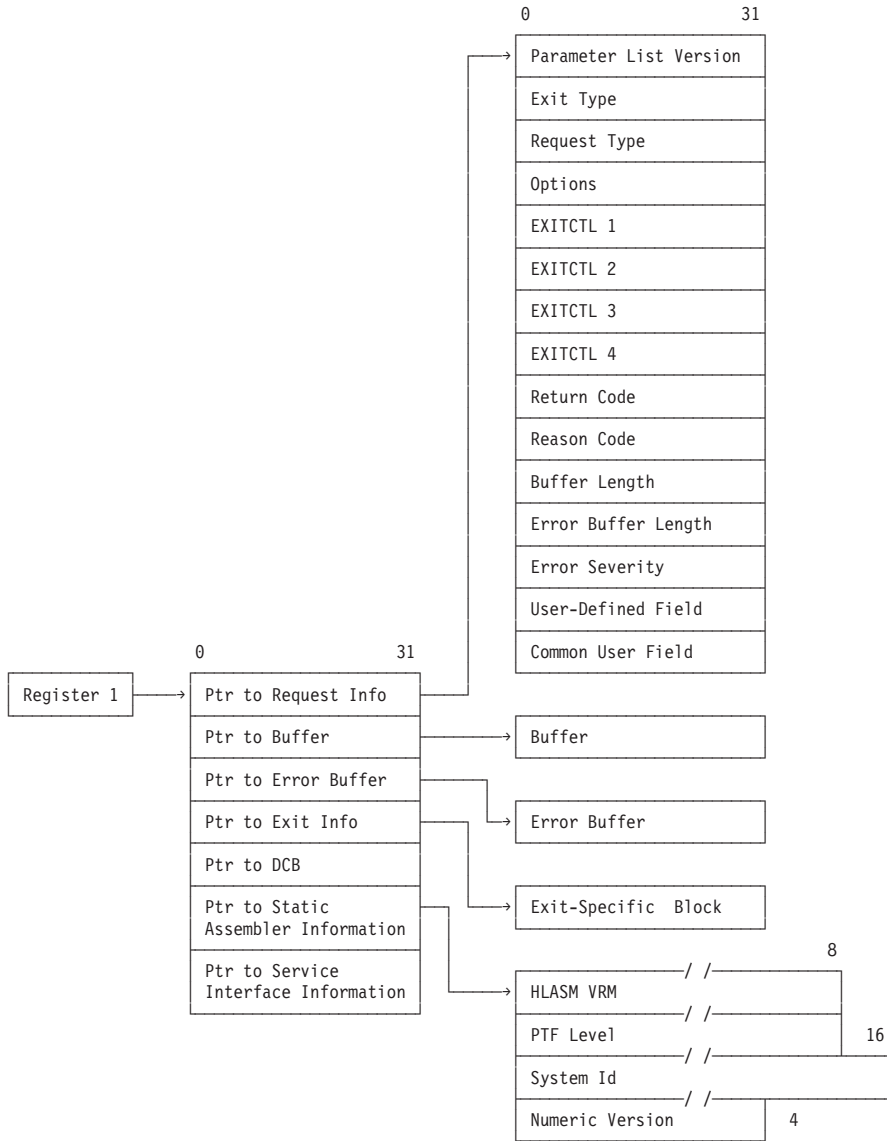 0 31
Parameter List Version
Exit Type
Request Type
Options
EXITCTL 1
EXITCTL 2
EXITCTL 3
EXITCTL 4
Return Code
Reason Code
Buffer Length
Error Buffer Length
Error Severity
User-Defined Field
Common User Field
0 31
Register 1
Ptr to Request Info
Ptr to Buffer
Ptr to Error Buffer
Ptr to Exit Info
Ptr to DCB
Ptr to Static
Assembler Information
Ptr to Service
Interface Information
Buffer
Error Buffer
Exit-Specific Block
8
HLASM VRM
PTF Level
16
System Id
Numeric Version
4